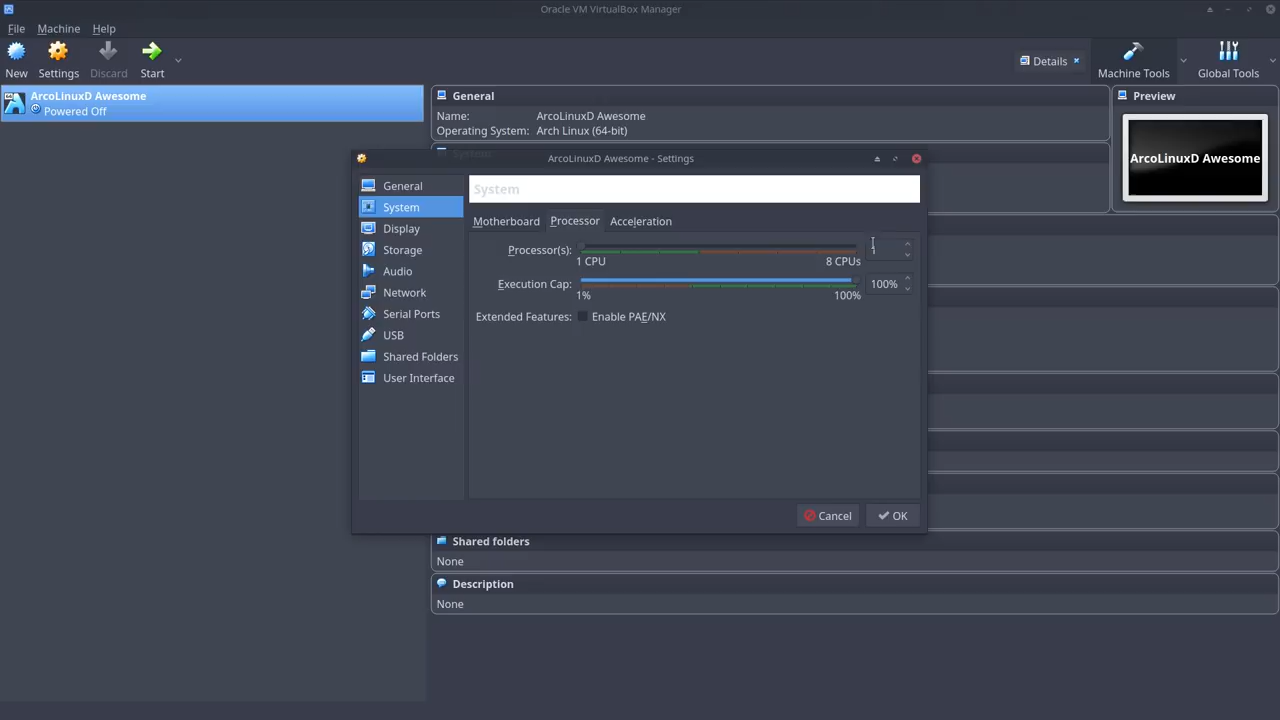 Oracle VM VirtualBox Manager
File Machine Help
New Settings Discard Start
Details Machine Tools Global Tools
ArcoLinuxD Awesome
Powered Off
General
Name: ArcoLinuxD Awesome
Operating System: Arch Linux (64-bit)
Preview
ArcoLinuxD Awesome
System
ArcoLinuxD Awesome - Settings
General
System
Display
Storage
Audio
Network
Serial Ports
USB
Shared Folders
User Interface
System
Motherboard Processor Acceleration
Processor(s): 1
1 CPU 8 CPUs
Execution Cap: 100%
1% 100%
Extended Features: Enable PAE/NX
Cancel OK
Shared folders
None
Description
None